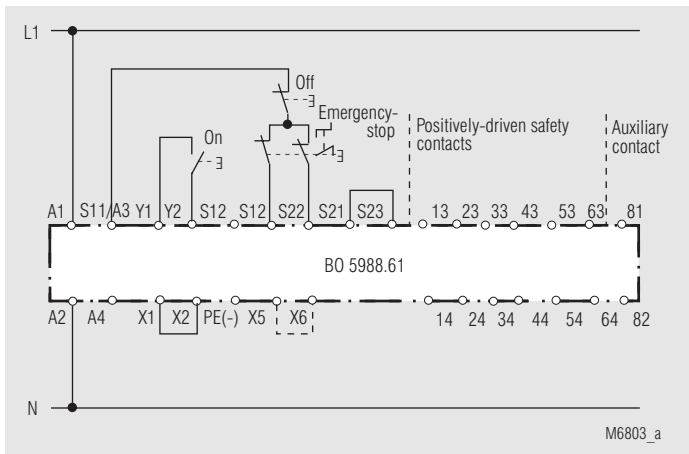 L1
Off
Emergency-
stop
On
Positively-driven safety
contacts
Auxiliary
contact
A1 S11/A3 Y1 Y2 S12 S12 S22 S21 S23 13 23 33 43 53 63 81
BO 5988.61
A2 A4 X1 X2 PE(-) X5 X6 14 24 34 44 54 64 82
N
M6803_a